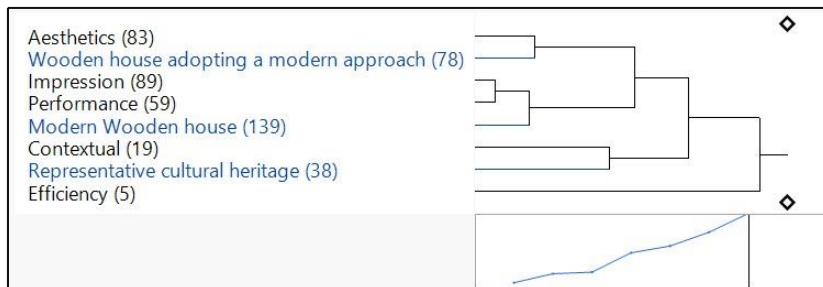 Aesthetics (83)
Wooden house adopting a modern approach (78)
Impression (89)
Performance (59)
Modern Wooden house (139)
Contextual (19)
Representative cultural heritage (38)
Efficiency (5)